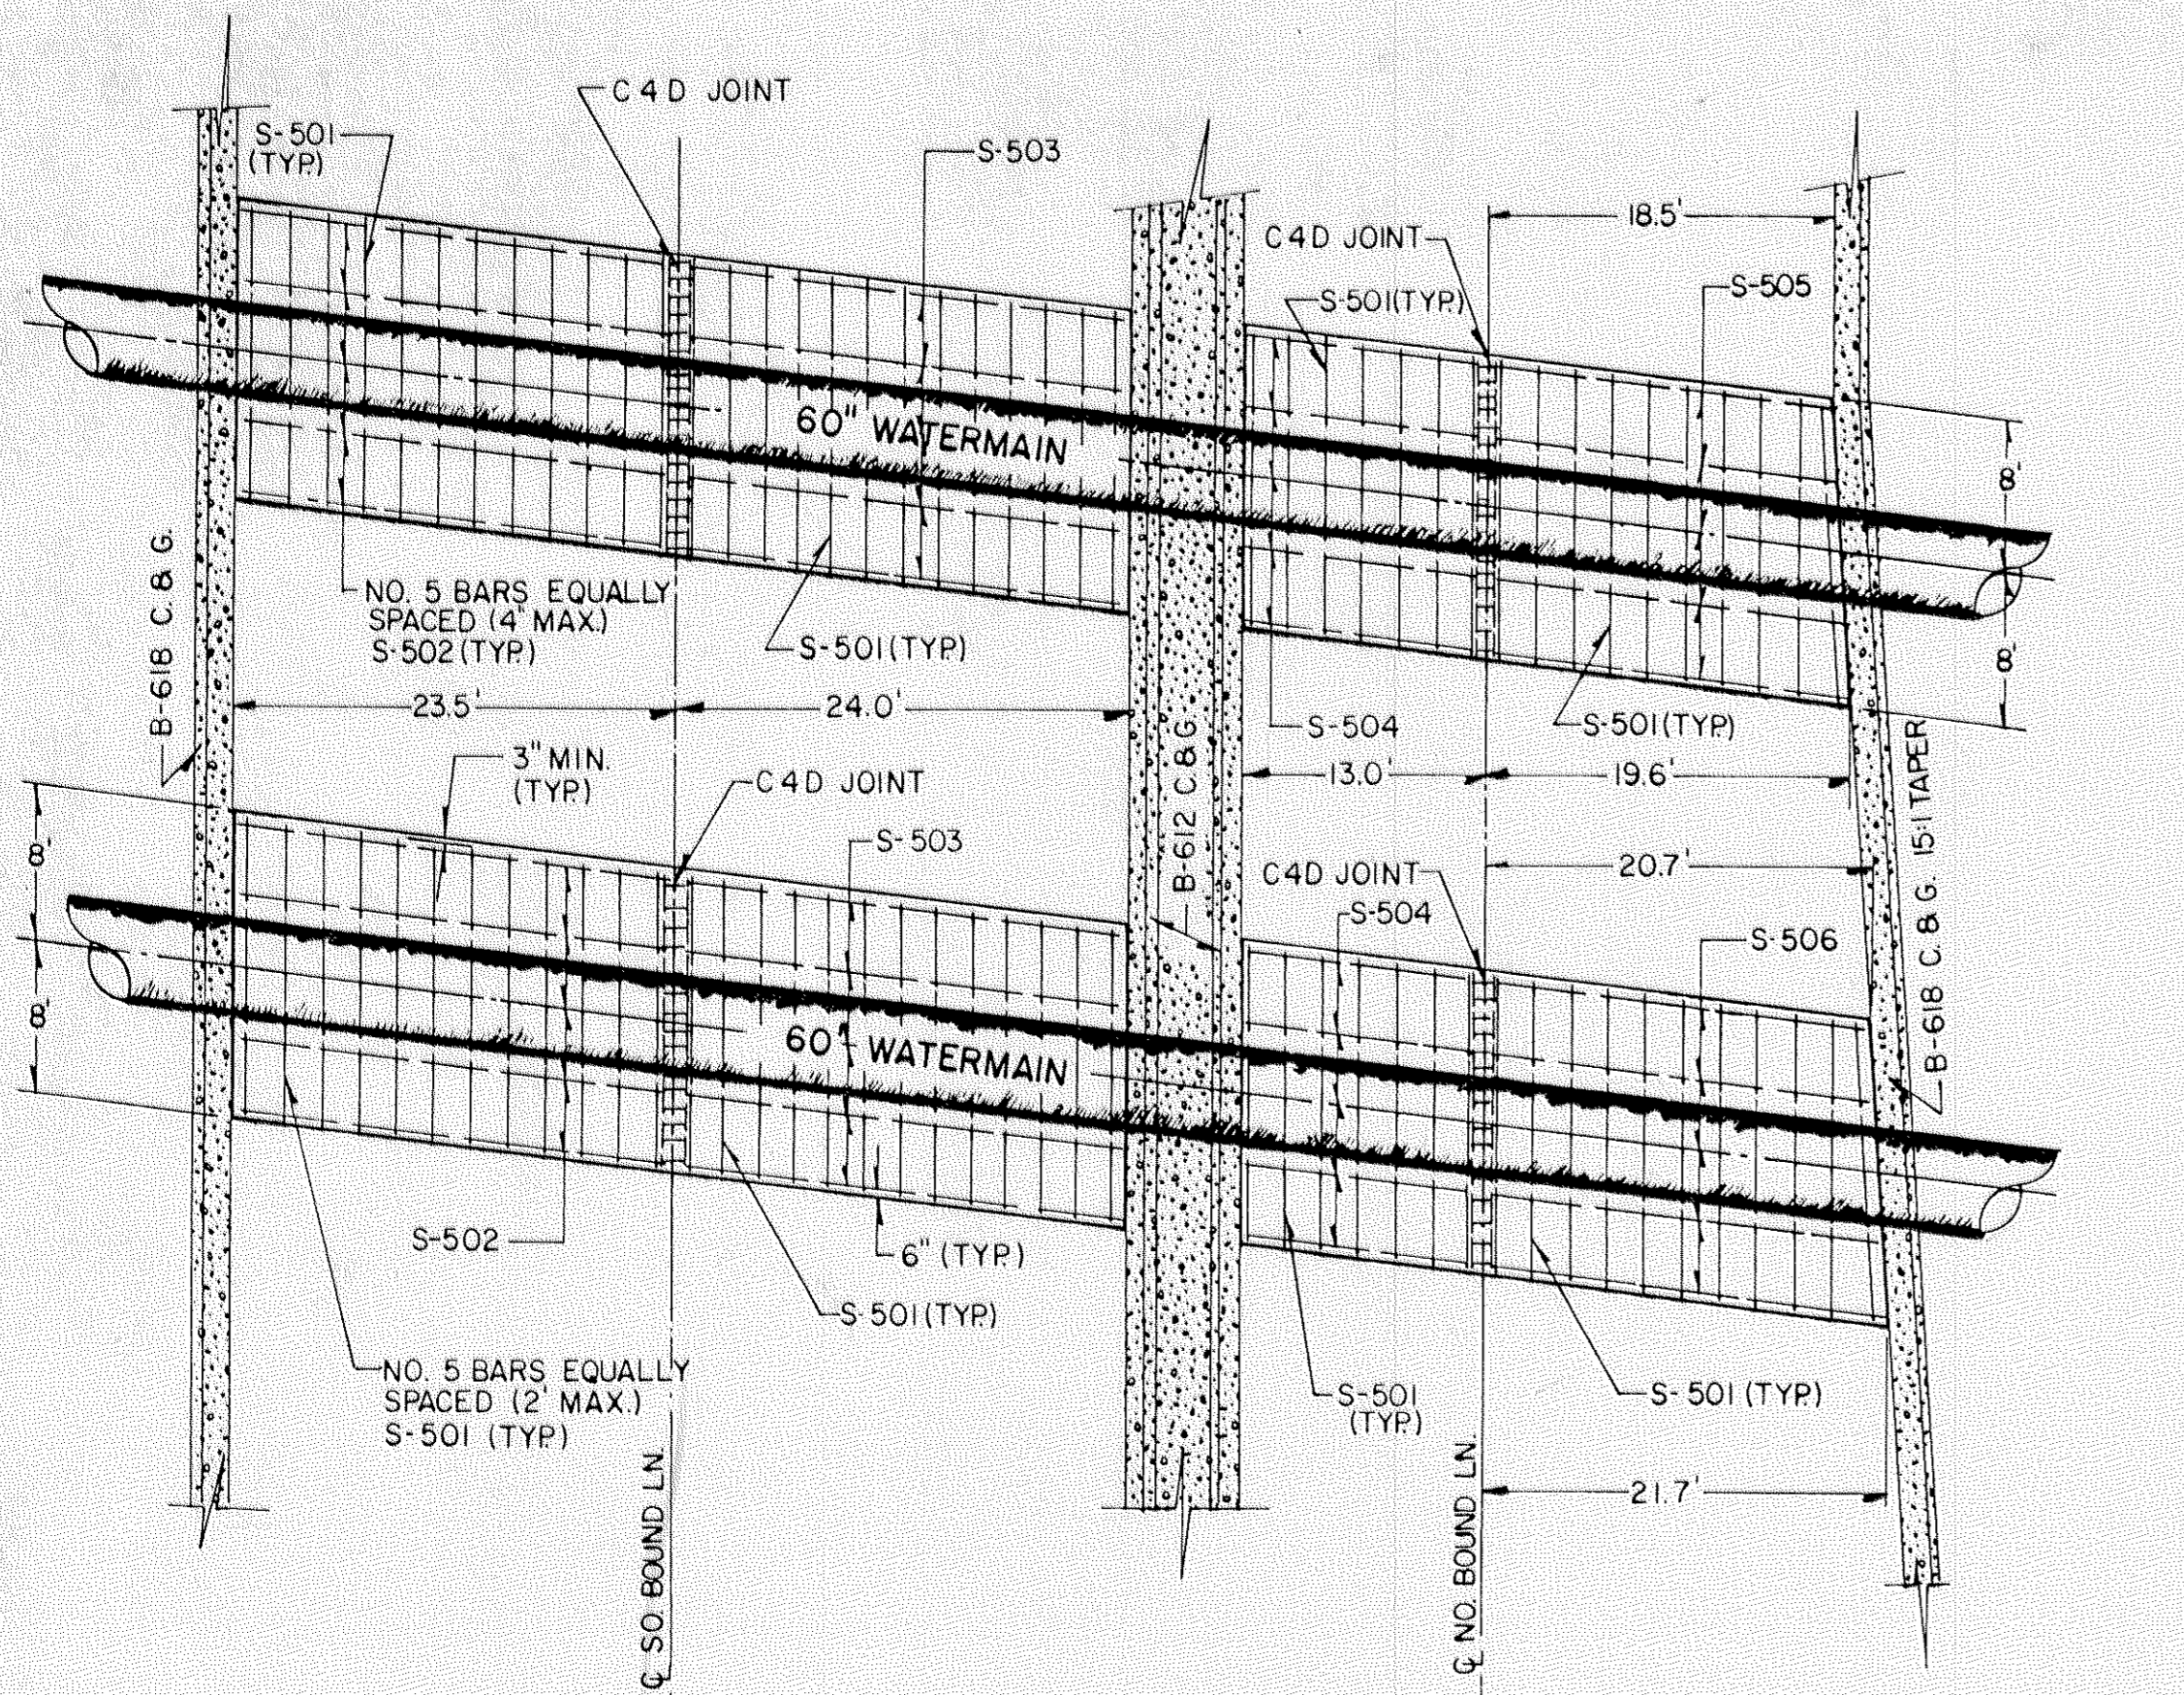 C 4 D JOINT
S-501
(TYP.)
S-503
18.5'
C 4 D JOINT
S-501 (TYP.)
S-505
60" WATERMAIN
8'
8'
B-618 C. & G.
NO. 5 BARS EQUALLY
SPACED (4" MAX.)
S-502 (TYP.)
S-501 (TYP.)
S-504
S-501 (TYP.)
23.5'
24.0'
B-612 C & G
13.0'
19.6'
3" MIN.
(TYP.)
C 4 D JOINT
S-503
20.7'
C 4 D JOINT
S-504
S-506
B-618 C. & G. 15:1 TAPER
8'
8'
60" WATERMAIN
S-502
6" (TYP.)
S-501 (TYP.)
NO. 5 BARS EQUALLY
SPACED (2' MAX.)
S-501 (TYP.)
S-501
(TYP.)
S-501 (TYP.)
21.7'
℄ SO. BOUND LN.
℄ NO. BOUND LN.